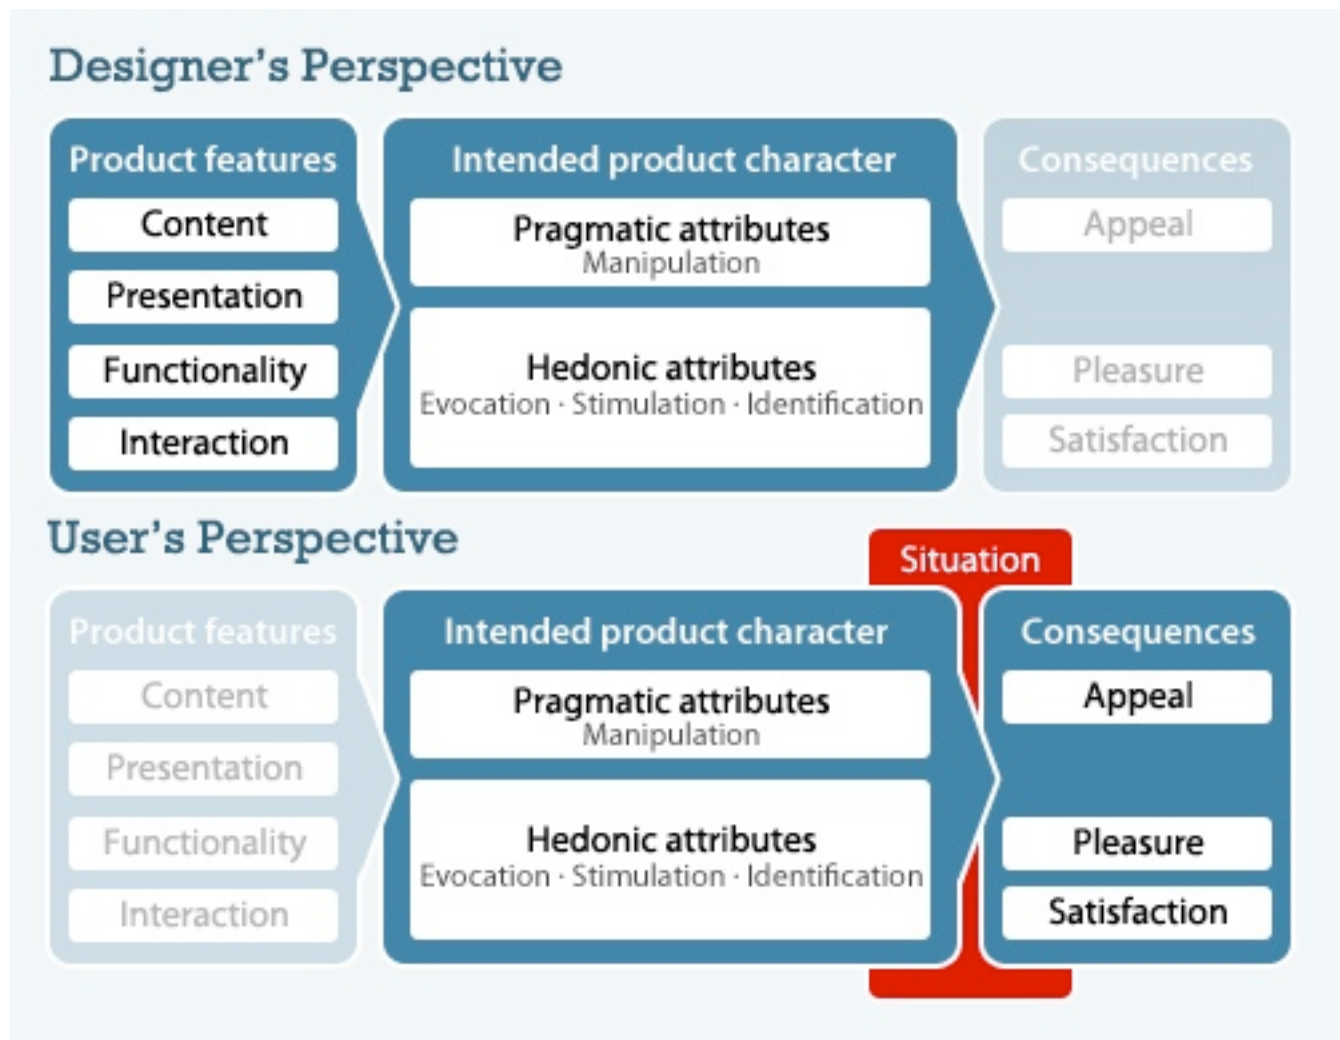 Designer's Perspective
Product features
Content
Presentation
Functionality
Interaction
Intended product character
Pragmatic attributes
Manipulation
Hedonic attributes
Evocation · Stimulation · Identification
Consequences
Appeal
Pleasure
Satisfaction
User's Perspective
Product features
Content
Presentation
Functionality
Interaction
Intended product character
Pragmatic attributes
Manipulation
Hedonic attributes
Evocation · Stimulation · Identification
Situation
Consequences
Appeal
Pleasure
Satisfaction